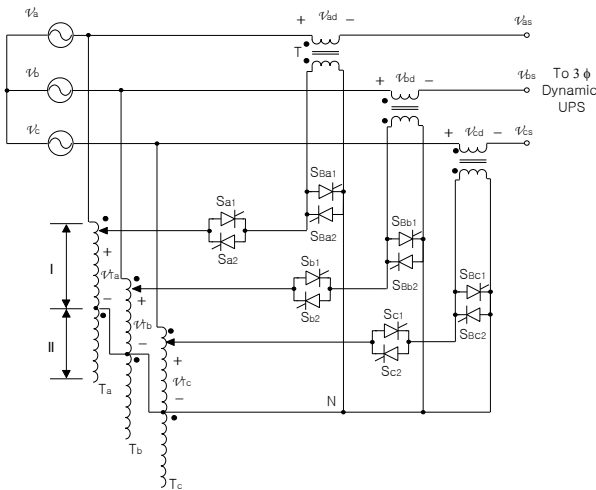 𝒱a
+ 𝒱ad −
𝒱as
T
𝒱b
+ 𝒱bd −
𝒱bs
To 3 ϕ
Dynamic
UPS
𝒱c
+ 𝒱cd −
𝒱cs
SBa1
Sa1
SBa2
Sa2
SBb1
I
+
𝒱Ta
−
Sb1
SBb2
SBc1
+
𝒱Tb
−
Sb2
Sc1
SBc2
II
+
𝒱Tc
−
Sc2
Ta
N
Tb
Tc